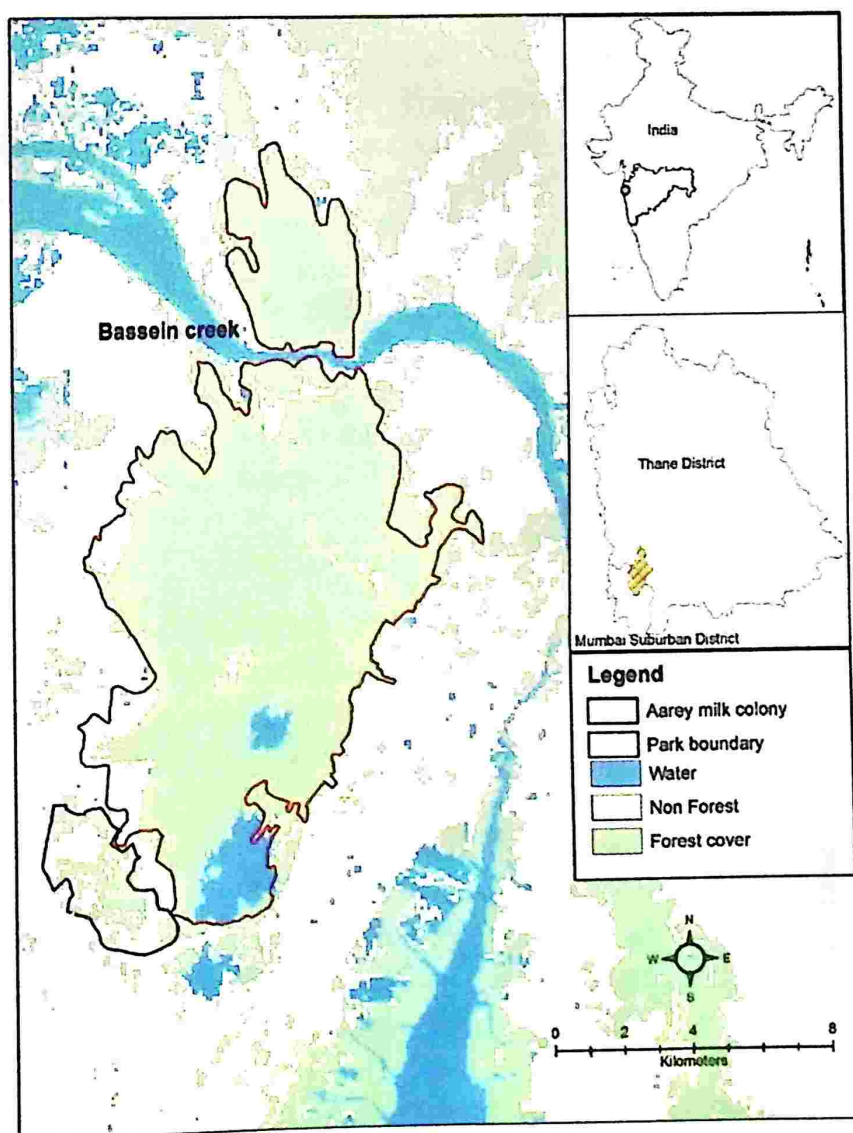 India
Bassein creek
Thane District
Mumbai Suburban District
Legend
Aarey milk colony
Park boundary
Water
Non Forest
Forest cover
N
W E
S
0 2 4 8
Kilometers